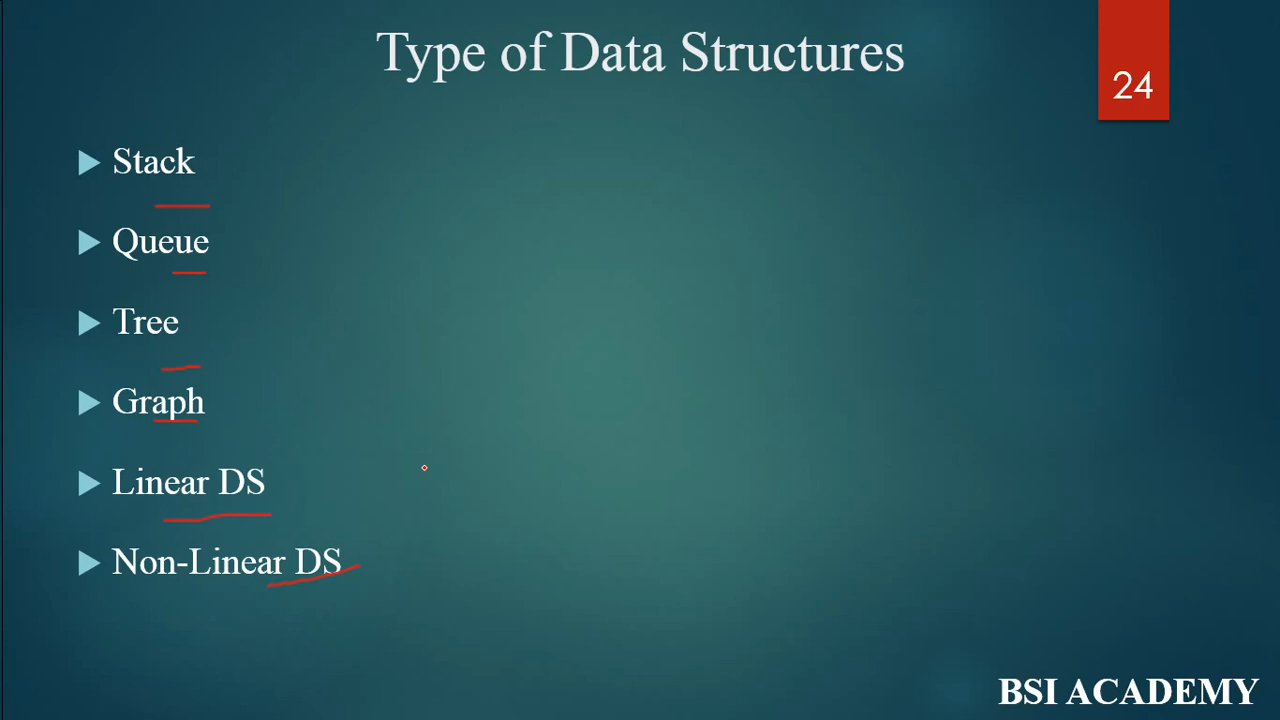 Type of Data Structures
24
Stack
Queue
Tree
Graph
Linear DS
Non-Linear DS
BSI ACADEMY